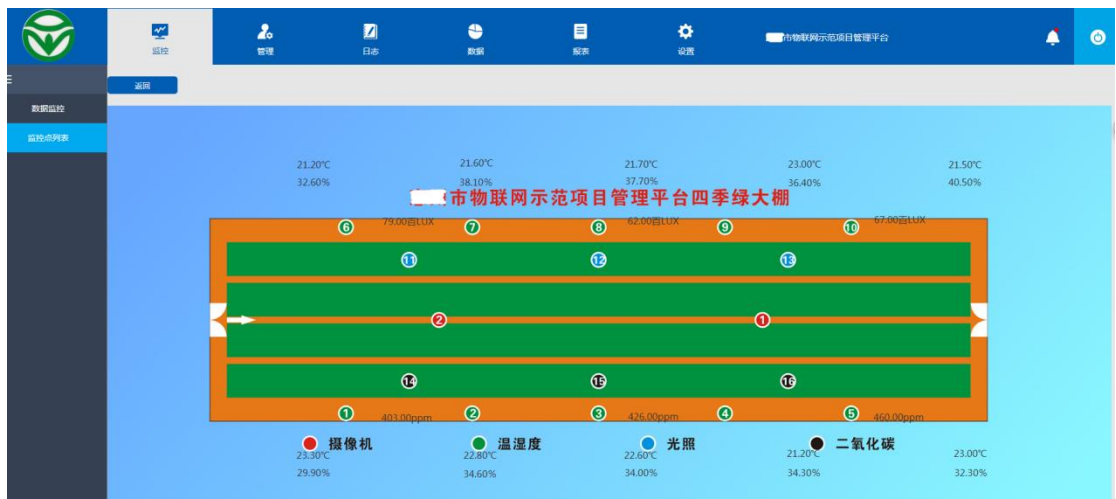 监控
管理
日志
数据
报表
设置
市物联网示范项目管理平台
返回
数据监控
监控点列表
21.20℃ 21.60℃ 21.70℃ 23.00℃ 21.50℃
32.60% 38.10% 37.70% 36.40% 40.50%
市物联网示范项目管理平台四季绿大棚
79.00百LUX 62.00百LUX 67.00百LUX
6 7 8 9 10
11 12 13
2 1
14 15 16
1 2 3 4 5
403.00ppm 426.00ppm 460.00ppm
摄像机 温湿度 光照 二氧化碳
23.30℃ 22.80℃ 22.60℃ 21.20℃ 23.00℃
29.90% 34.60% 34.00% 34.30% 32.30%